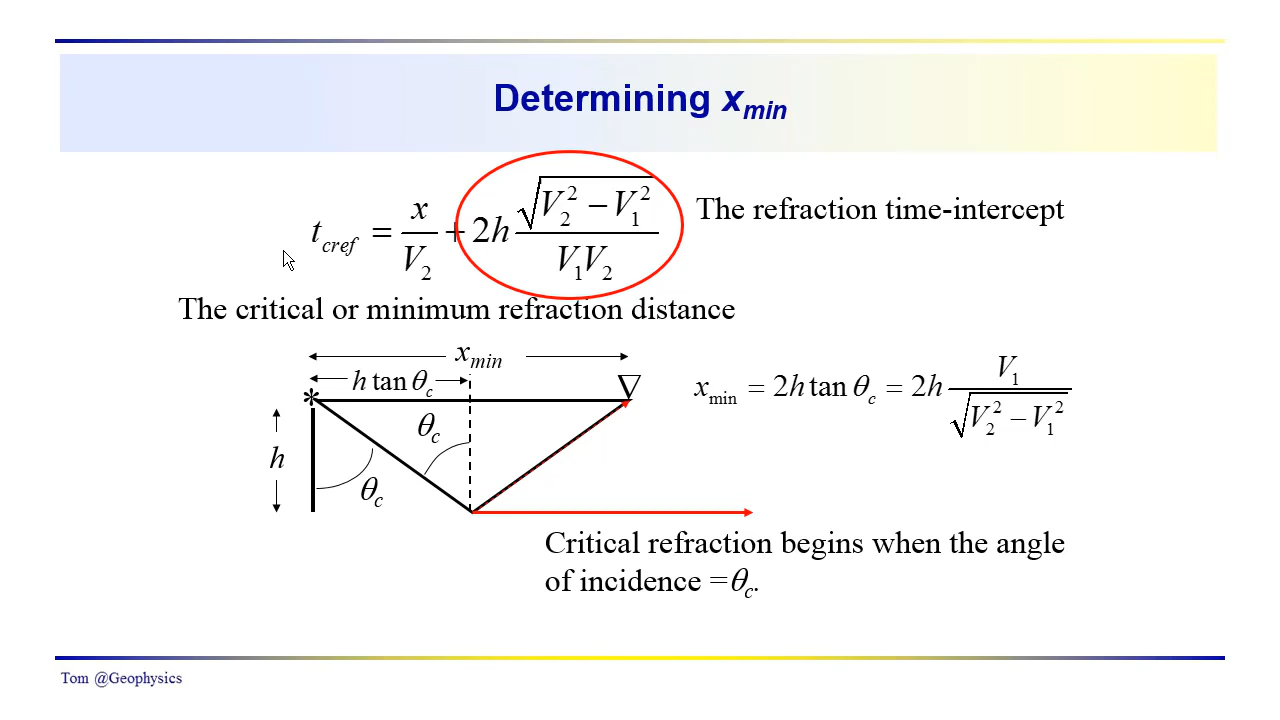 Determining x_min
t_cref = x/V_2 + 2h √(V_2^2 − V_1^2)/(V_1V_2)
The refraction time-intercept
The critical or minimum refraction distance
x_min
h tan θ_c
x_min = 2h tan θ_c = 2h V_1/√(V_2^2 − V_1^2)
θ_c
h
θ_c
Critical refraction begins when the angle
of incidence =θ_c.
Tom @Geophysics